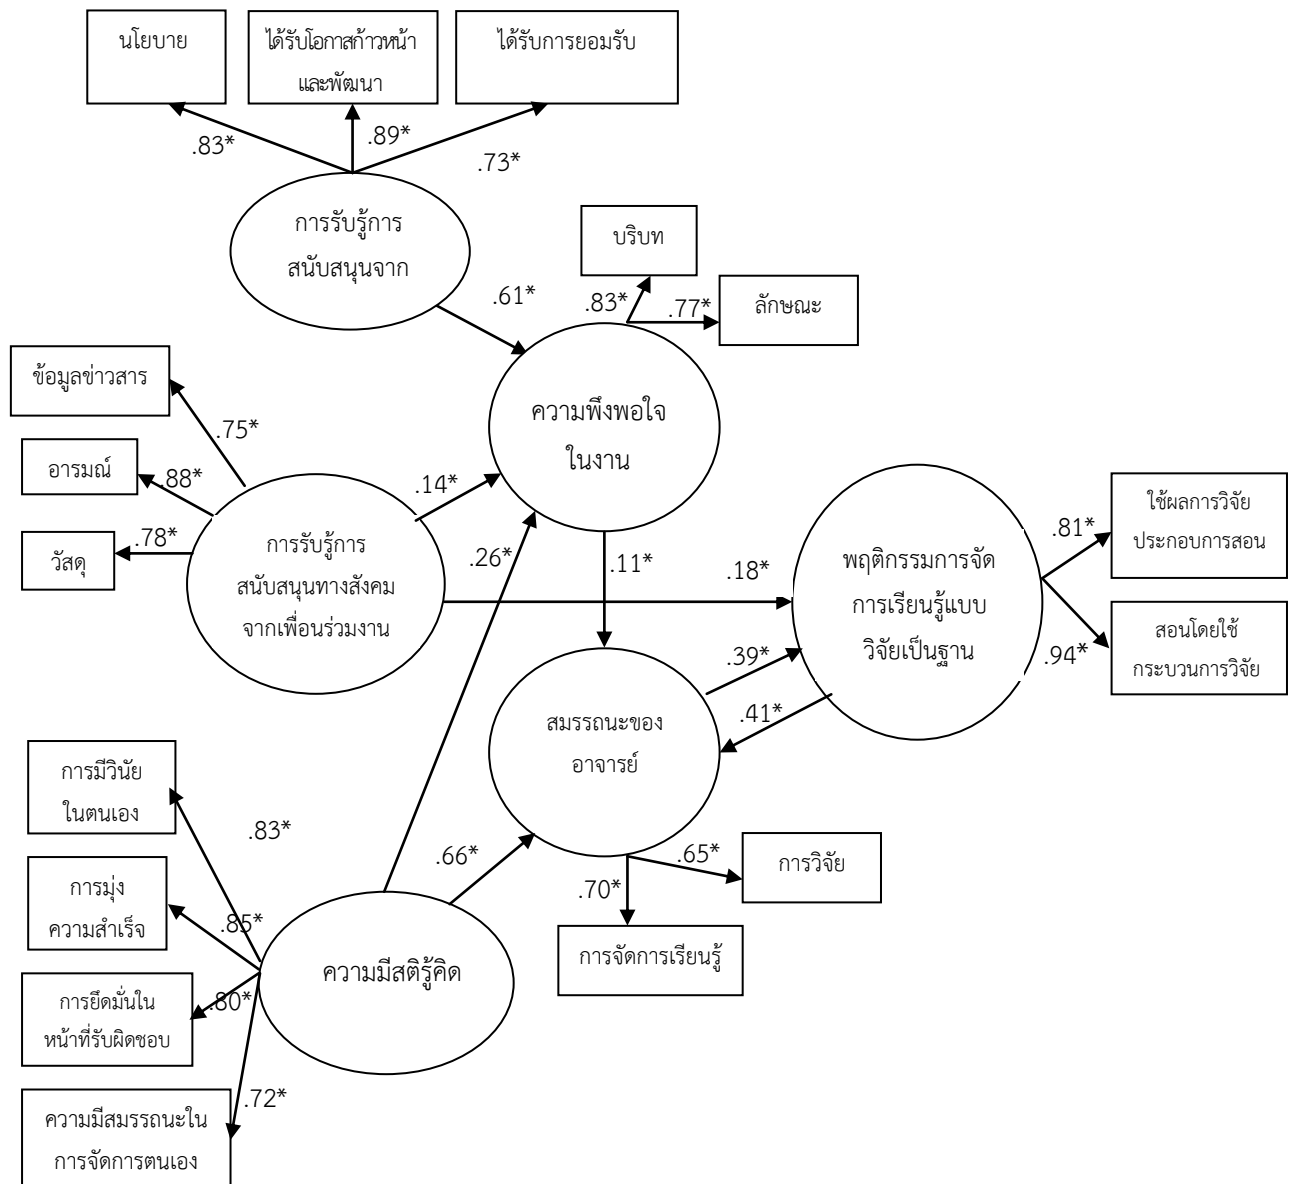 นโยบาย
ได้รับโอกาสก้าวหน้า
และพัฒนา
ได้รับการยอมรับ
.83*
.89*
.73*
การรับรู้การ
สนับสนุนจาก
บริบท
.61*
.83*
.77*
ลักษณะ
ข้อมูลข่าวสาร
.75*
ความพึงพอใจ
ในงาน
อารมณ์
.88*
.14*
วัสดุ
.78*
การรับรู้การ
สนับสนุนทางสังคม
จากเพื่อนร่วมงาน
.26*
.11*
.18*
พฤติกรรมการจัด
การเรียนรู้แบบ
วิจัยเป็นฐาน
.81*
ใช้ผลการวิจัย
ประกอบการสอน
.94*
สอนโดยใช้
กระบวนการวิจัย
.39*
.41*
สมรรถนะของ
อาจารย์
การมีวินัย
ในตนเอง
.83*
.66*
.65*
การวิจัย
.70*
การจัดการเรียนรู้
การมุ่ง
ความสำเร็จ
.85*
ความมีสติรู้คิด
การยึดมั่นใน
หน้าที่รับผิดชอบ
.80*
.72*
ความมีสมรรถนะใน
การจัดการตนเอง